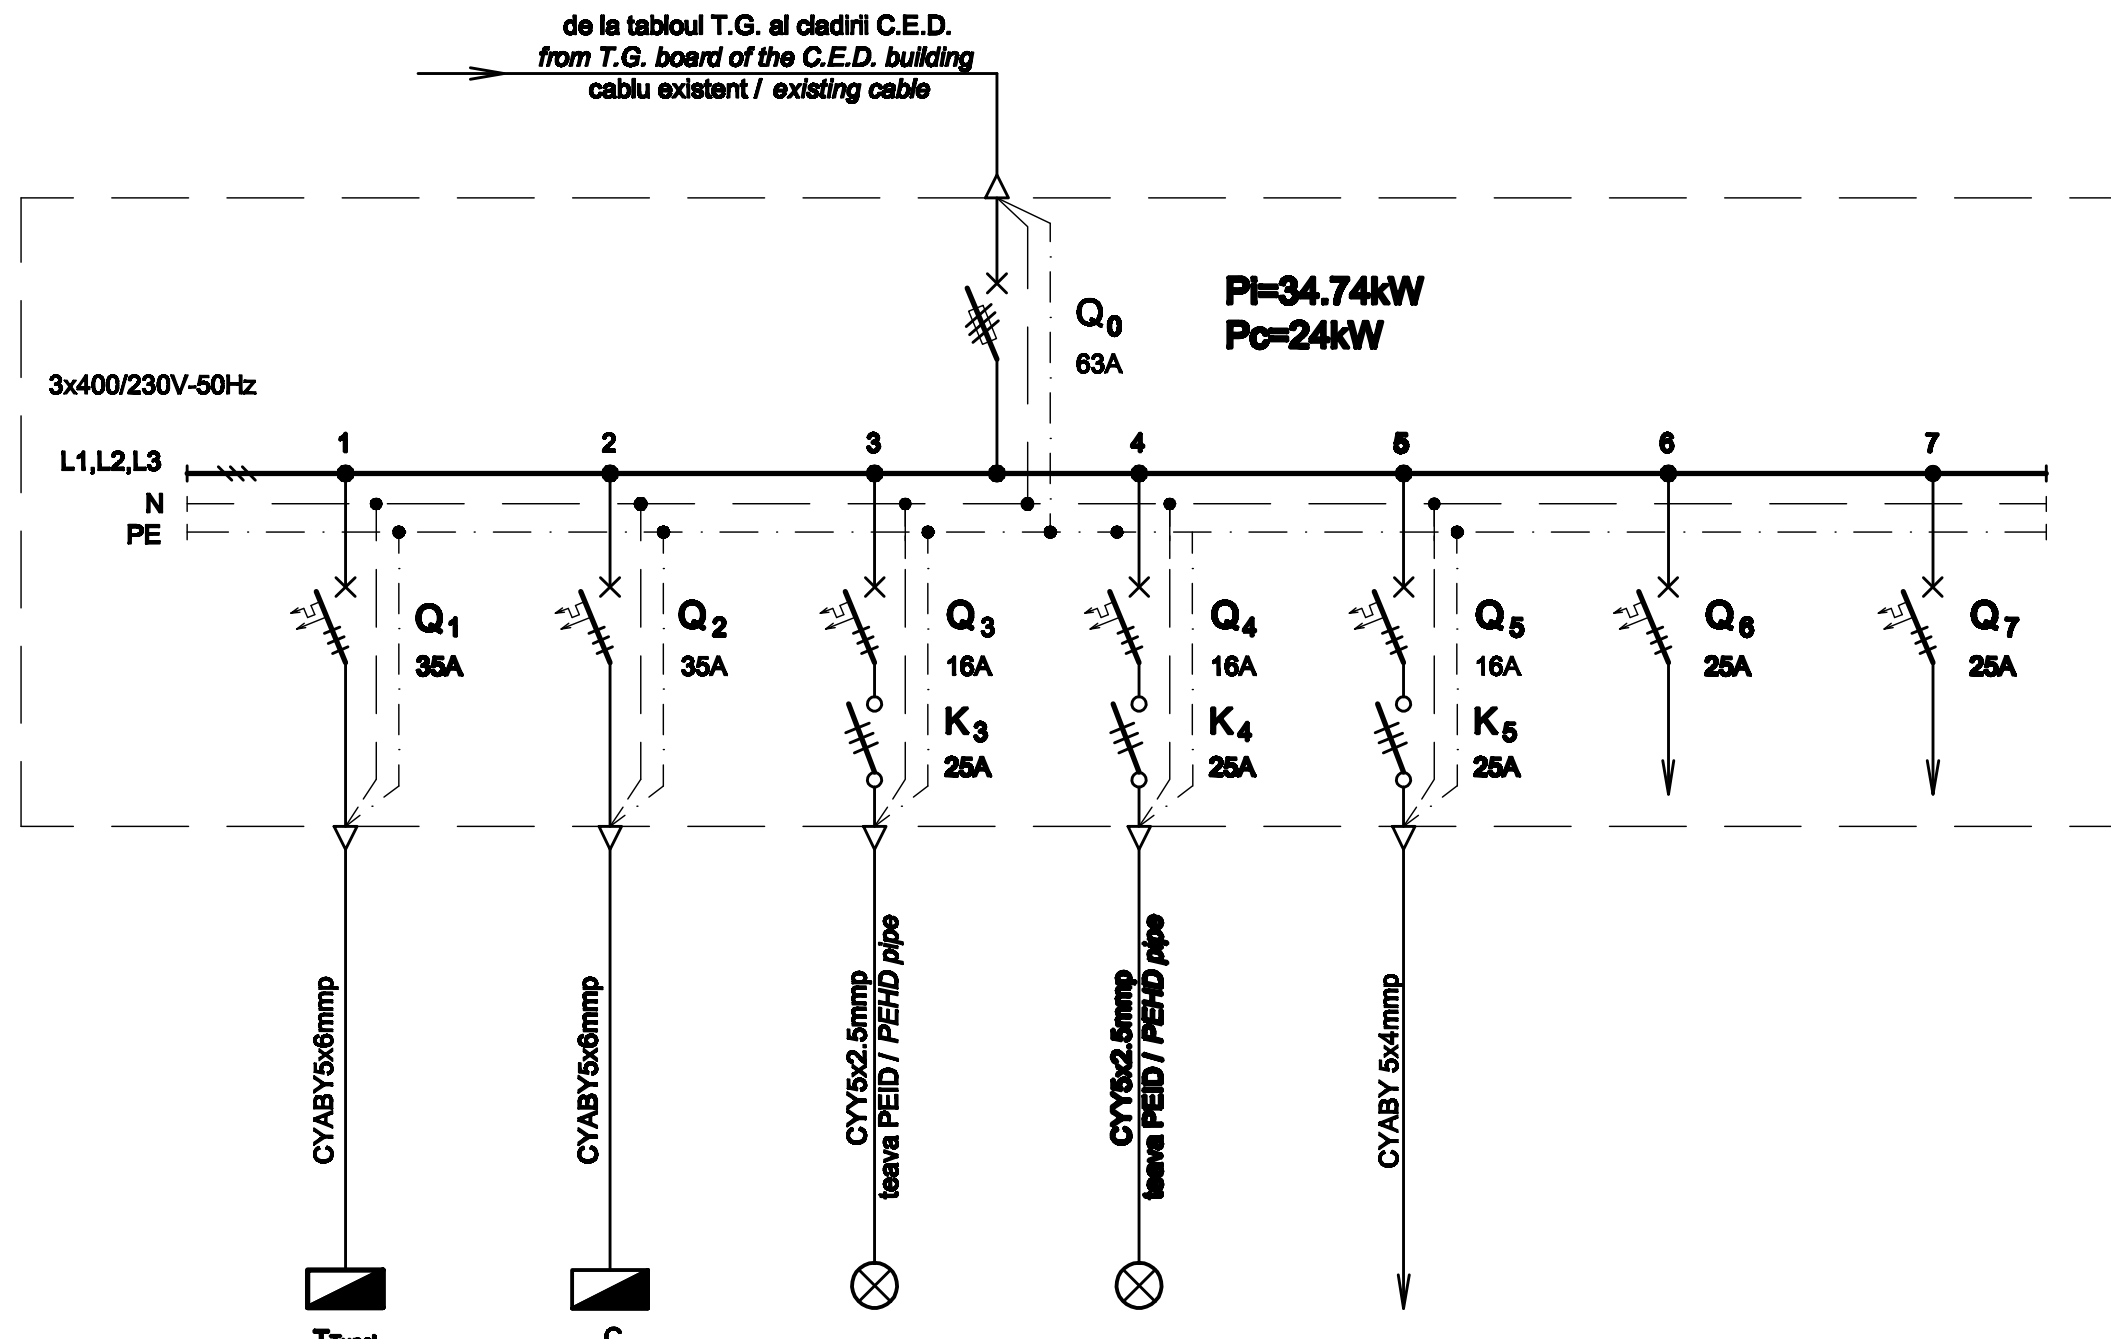 de la tabloul T.G. al cladirii C.E.D.
from T.G. board of the C.E.D. building
cablu existent / existing cable
Pi=34.74kW
Pc=24kW
Q0
63A
3x400/230V-50Hz
L1,L2,L3
N
PE
1
2
3
4
5
6
7
Q1
35A
Q2
35A
Q3
16A
K3
25A
Q4
16A
K4
25A
Q5
16A
K5
25A
Q6
25A
Q7
25A
CYABY5x6mmp
CYABY5x6mmp
CYY5x2.5mmp
teava PEID / PEHD pipe
CYY5x2.5mmp
teava PEID / PEHD pipe
CYABY 5x4mmp